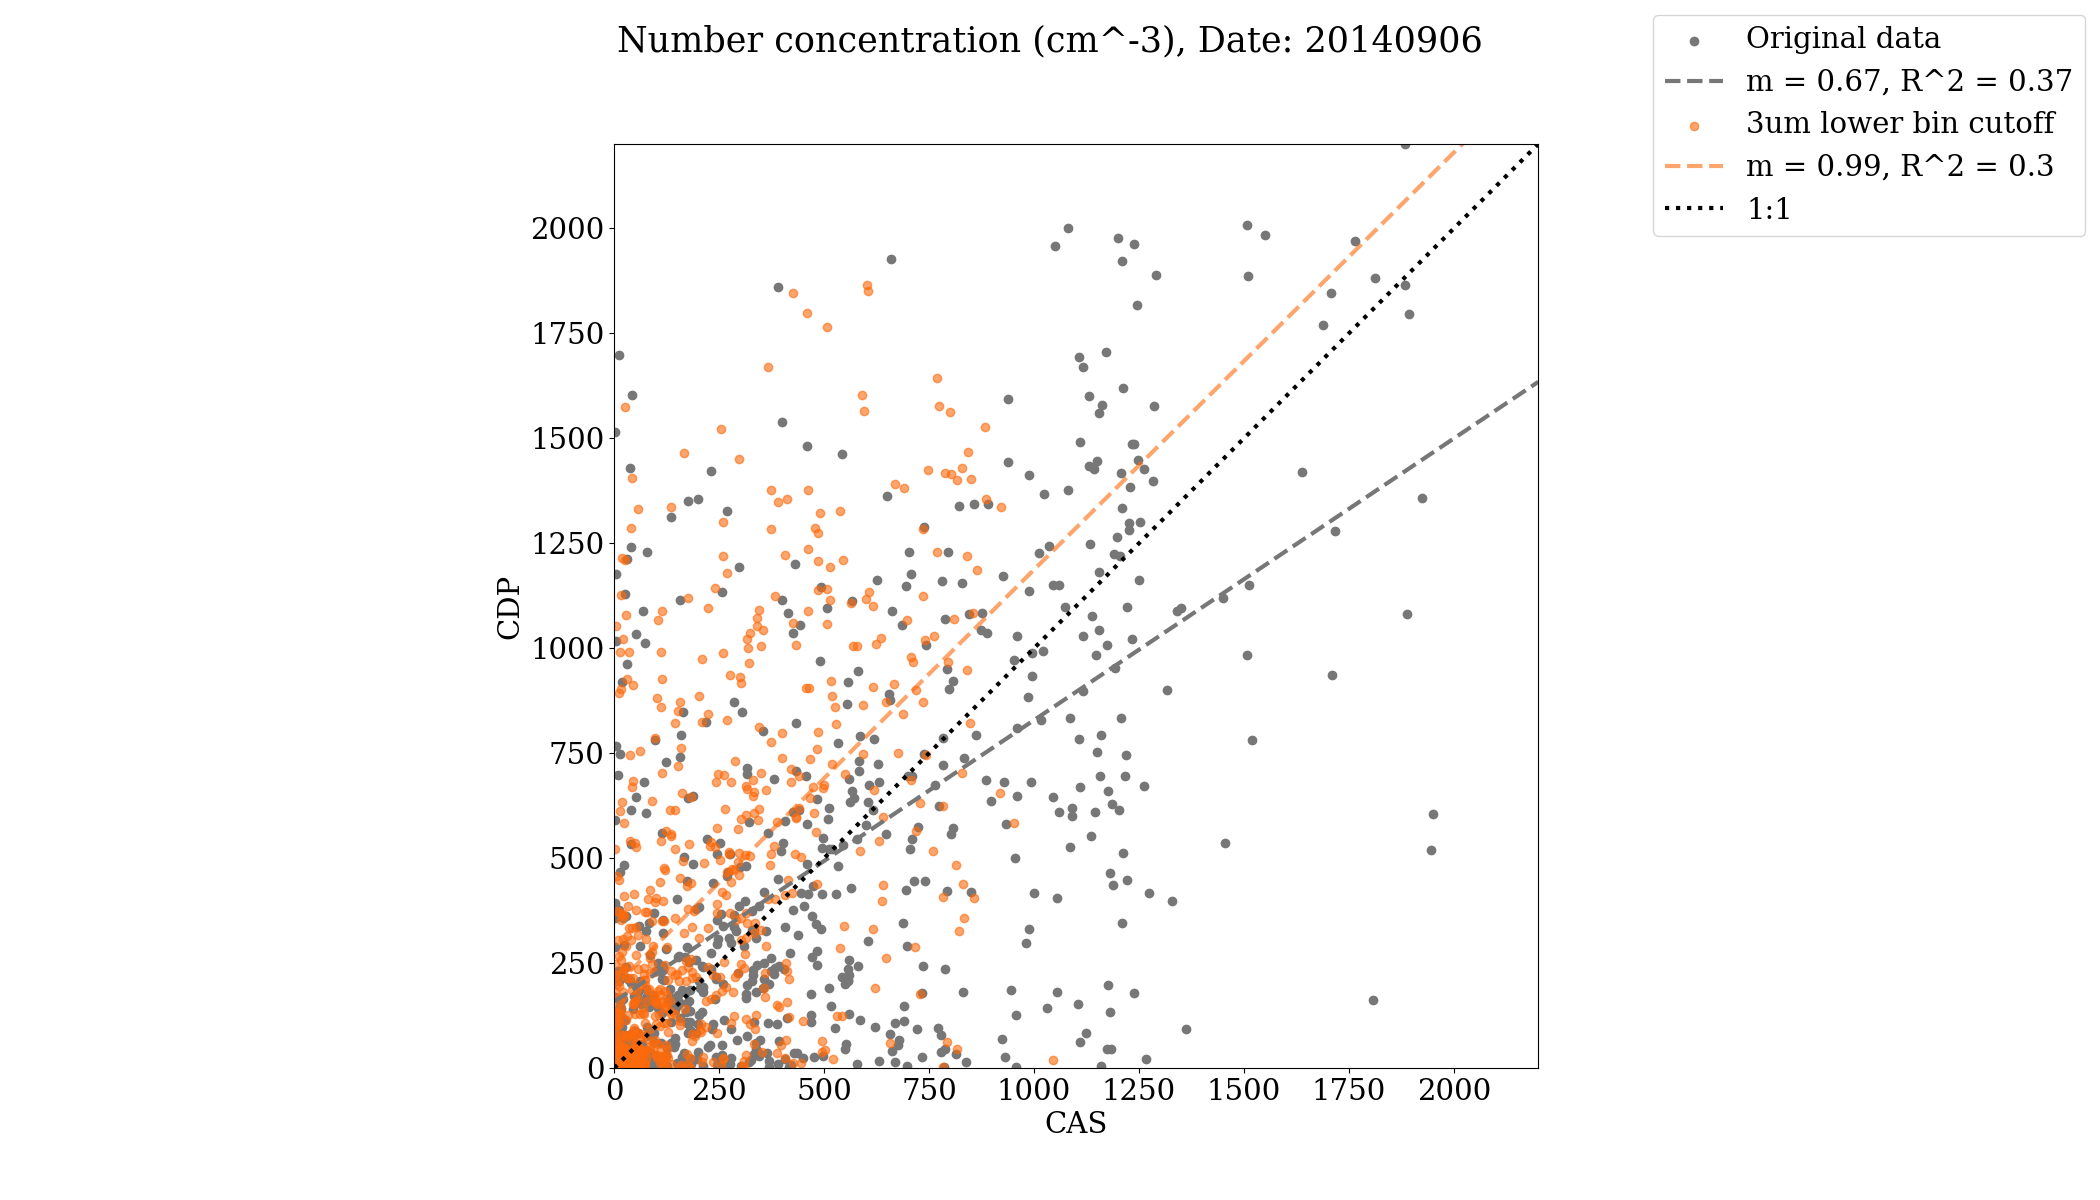 Number concentration (cm^-3), Date: 20140906
Original data
m = 0.67, R^2 = 0.37
3um lower bin cutoff
m = 0.99, R^2 = 0.3
1:1
2000
1750
1500
1250
1000
750
500
250
0
CDP
0 250 500 750 1000 1250 1500 1750 2000
CAS